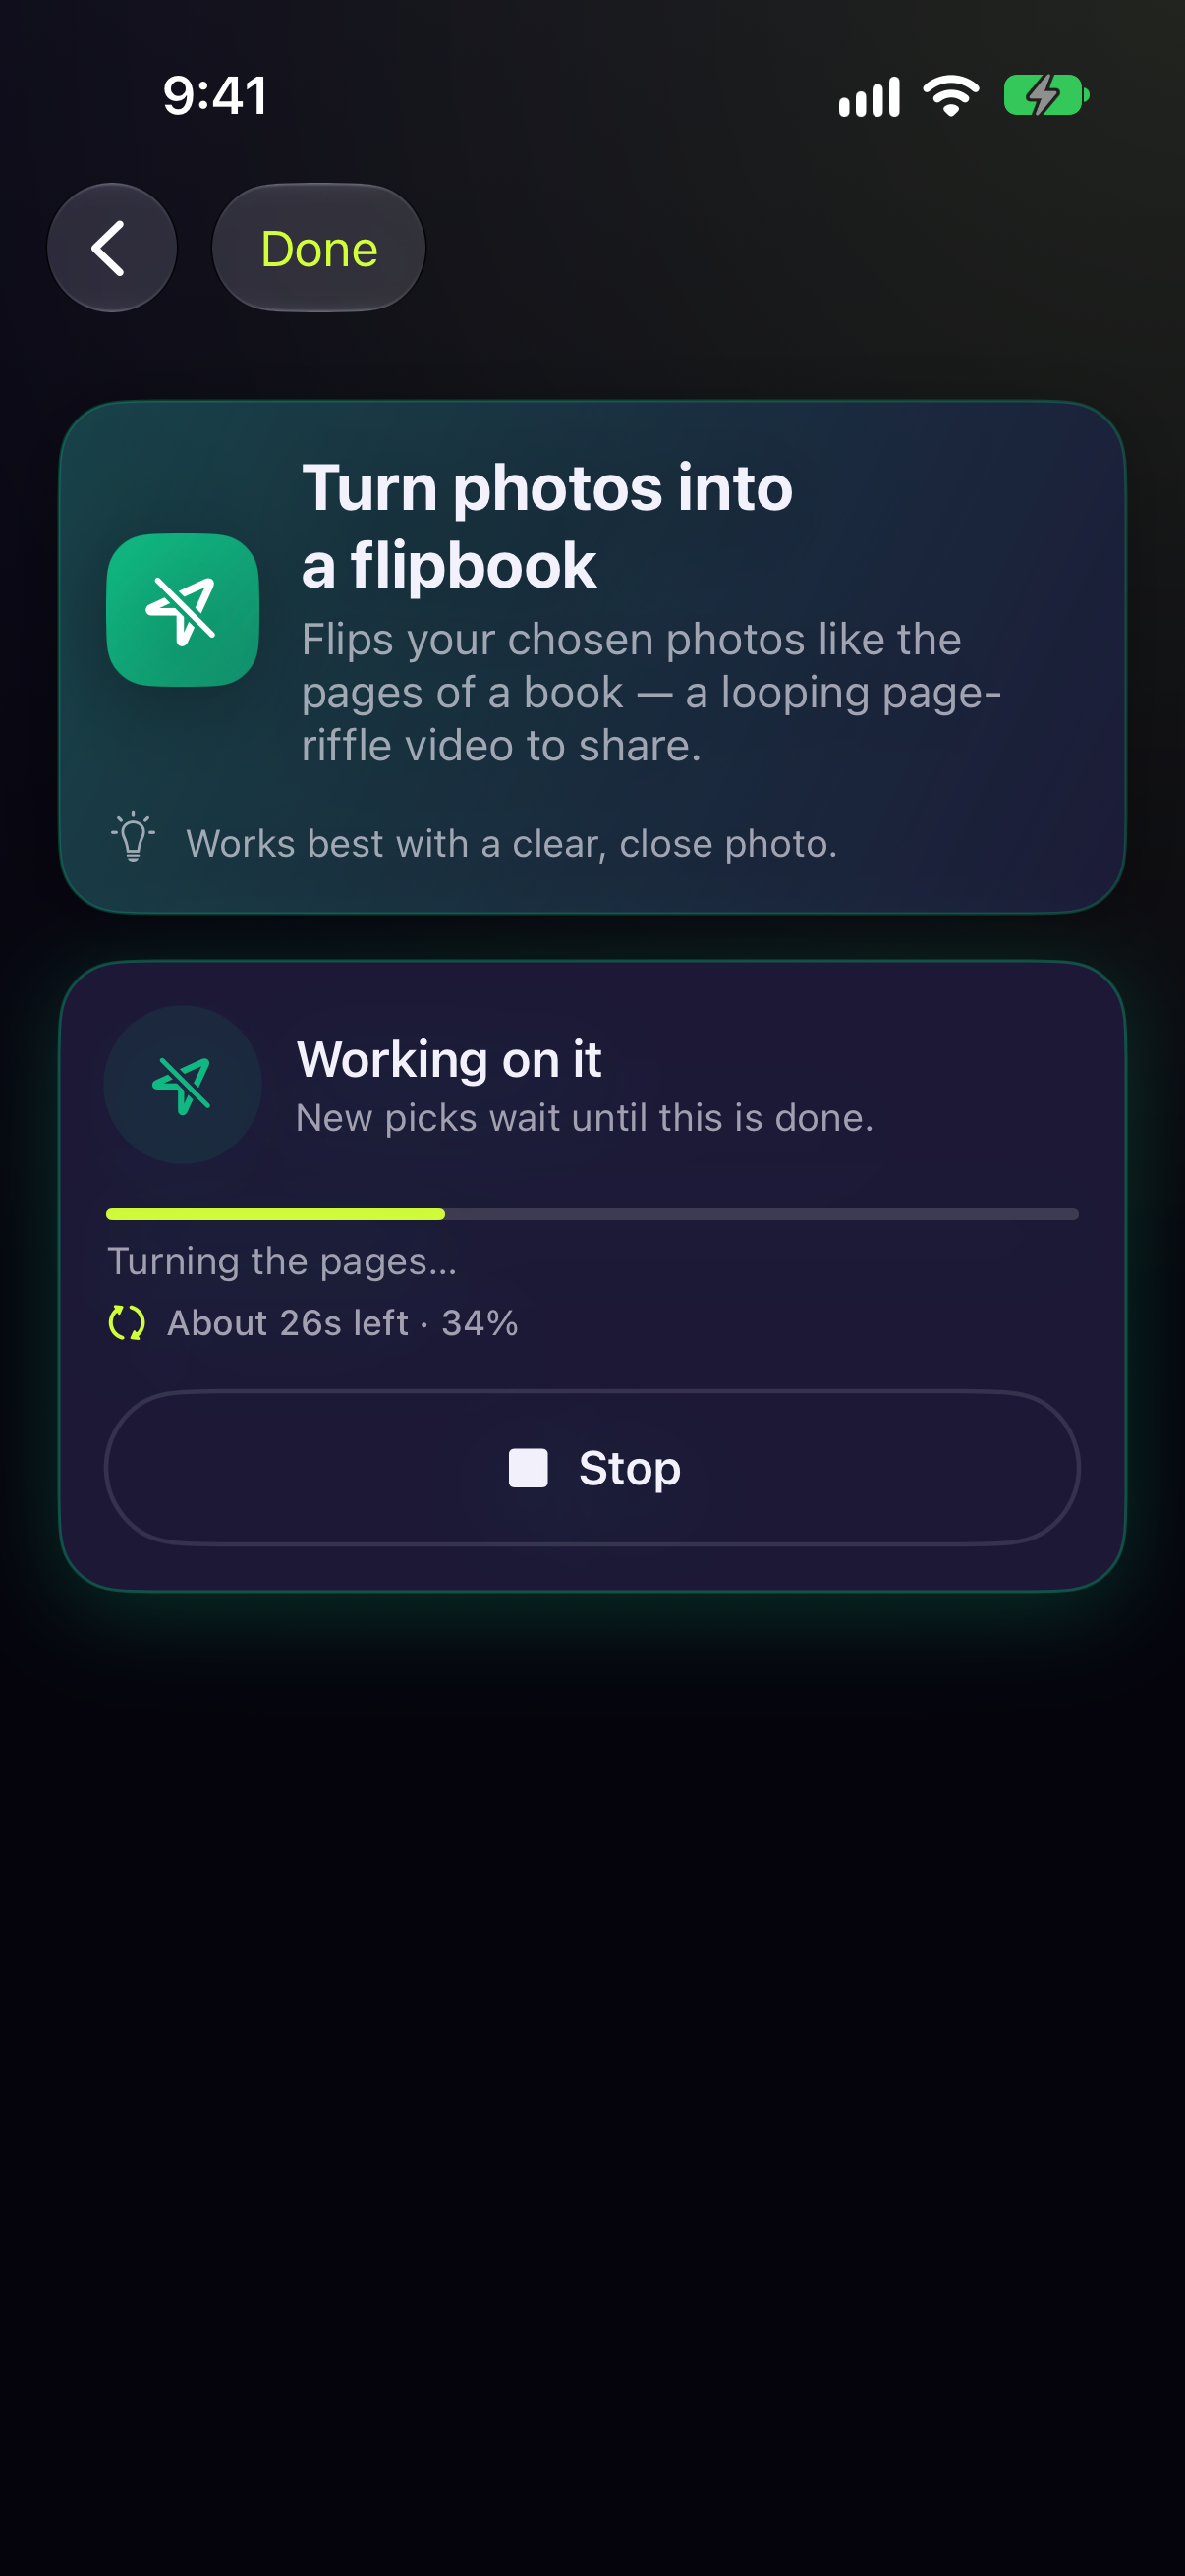 9:41
Done
Turn photos into
a flipbook
Flips your chosen photos like the
pages of a book — a looping page-
riffle video to share.
Works best with a clear, close photo.
Working on it
New picks wait until this is done.
Turning the pages...
About 26s left · 34%
Stop